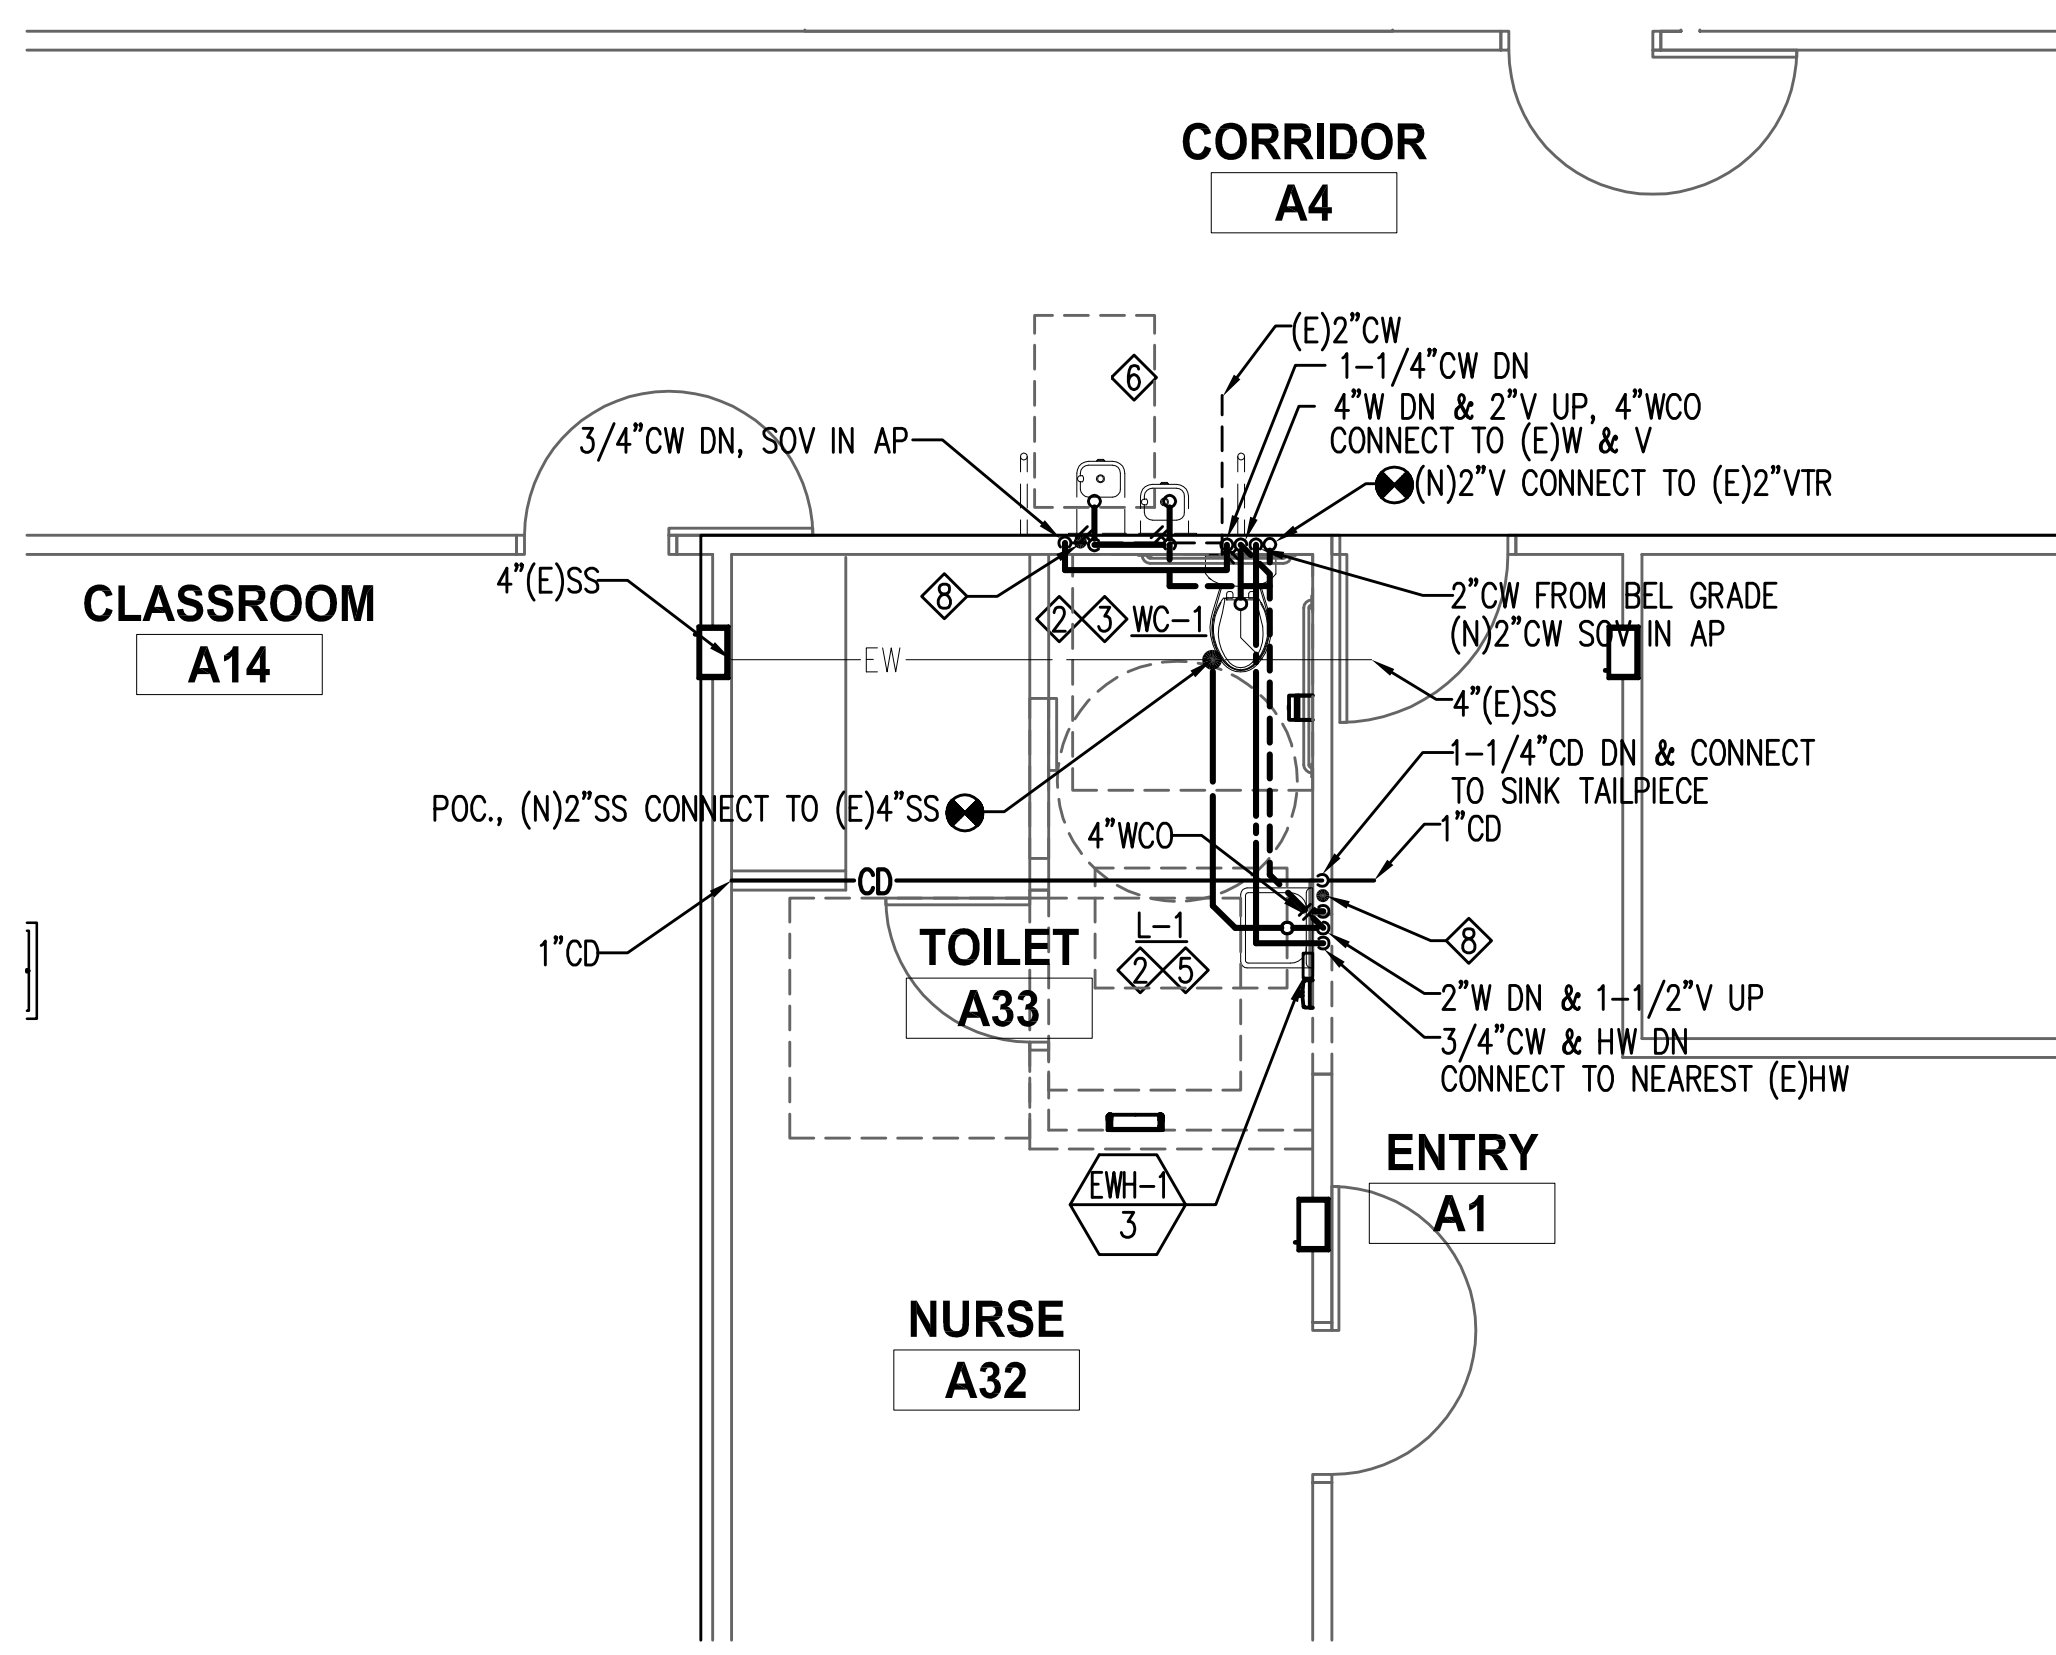 CORRIDOR
A4
(E)2"CW
1-1/4"CW DN
6
4"W DN & 2"V UP, 4"WCO
CONNECT TO (E)W & V
3/4"CW DN, SOV IN AP
(N)2"V CONNECT TO (E)2"VTR
4"(E)SS
8
2"CW FROM BEL GRADE
(N)2"CW SOV IN AP
CLASSROOM
A14
2 3 WC-1
EW
4"(E)SS
1-1/4"CD DN & CONNECT
TO SINK TAILPIECE
POC., (N)2"SS CONNECT TO (E)4"SS
4"WCO
1"CD
CD
1"CD
L-1
2 5
8
TOILET
A33
2"W DN & 1-1/2"V UP
3/4"CW & HW DN
CONNECT TO NEAREST (E)HW
ENTRY
A1
EWH-1
3
NURSE
A32